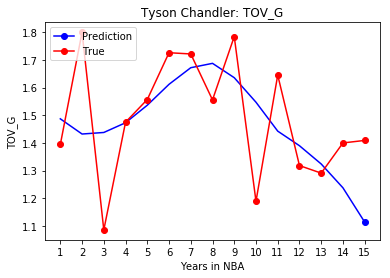 Tyson Chandler: TOV_G
Prediction
True
TOV_G
1.8
1.7
1.6
1.5
1.4
1.3
1.2
1.1
1 2 3 4 5 6 7 8 9 10 11 12 13 14 15
Years in NBA